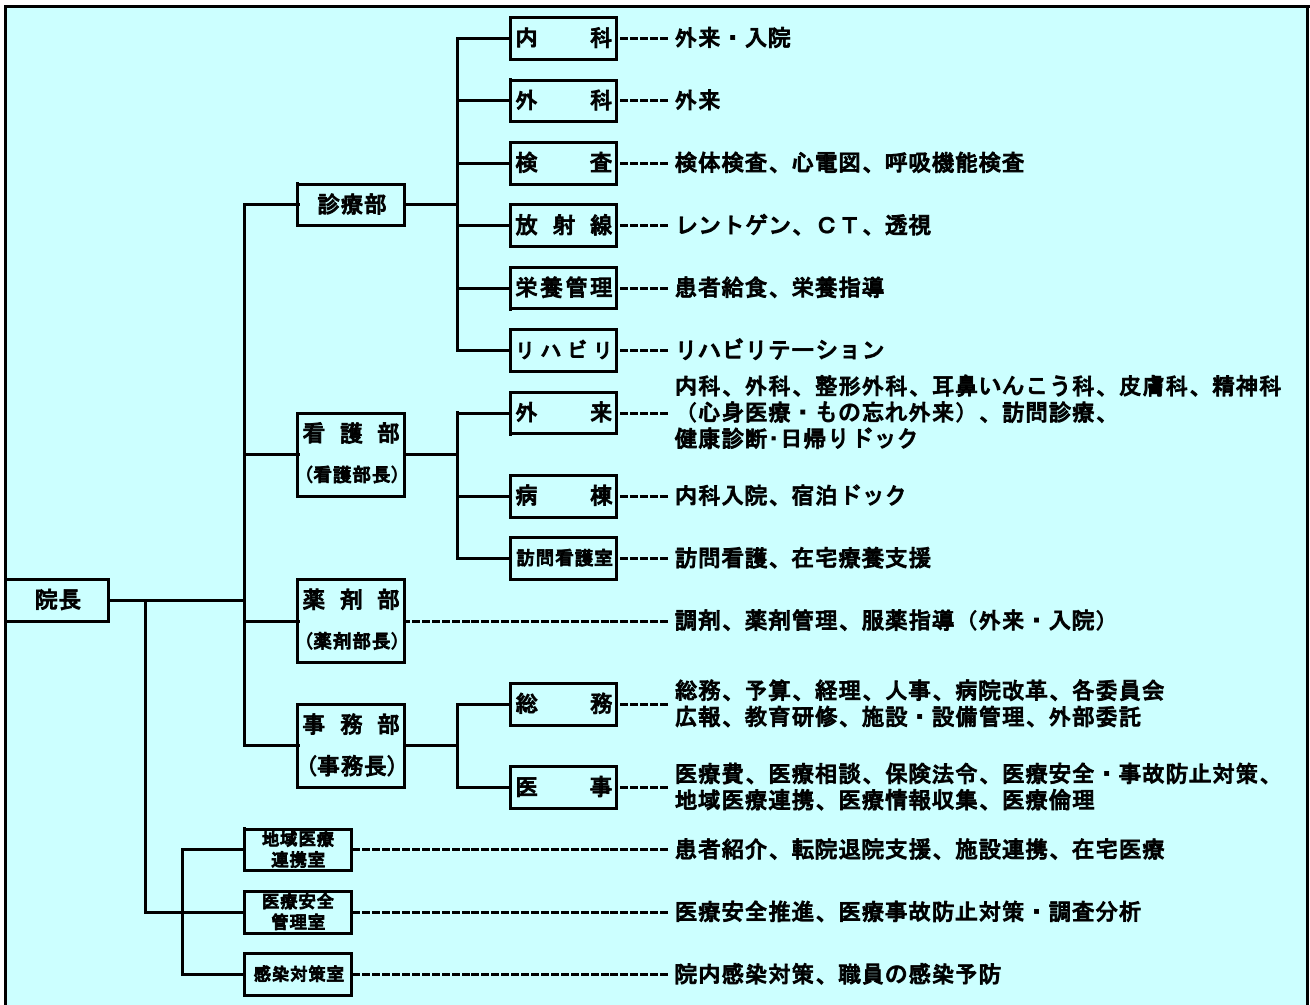 内科
外来・入院
外科
外来
検査
検体検査、心電図、呼吸機能検査
診療部
放射線
レントゲン、ＣＴ、透視
栄養管理
患者給食、栄養指導
リハビリ
リハビリテーション
看護部
(看護部長)
外来
内科、外科、整形外科、耳鼻いんこう科、皮膚科、精神科
（心身医療・もの忘れ外来）、訪問診療、
健康診断・日帰りドック
病棟
内科入院、宿泊ドック
訪問看護室
訪問看護、在宅療養支援
院長
薬剤部
(薬剤部長)
調剤、薬剤管理、服薬指導（外来・入院）
事務部
(事務長)
総務
総務、予算、経理、人事、病院改革、各委員会
広報、教育研修、施設・設備管理、外部委託
医事
医療費、医療相談、保険法令、医療安全・事故防止対策、
地域医療連携、医療情報収集、医療倫理
地域医療
連携室
患者紹介、転院退院支援、施設連携、在宅医療
医療安全
管理室
医療安全推進、医療事故防止対策・調査分析
感染対策室
院内感染対策、職員の感染予防